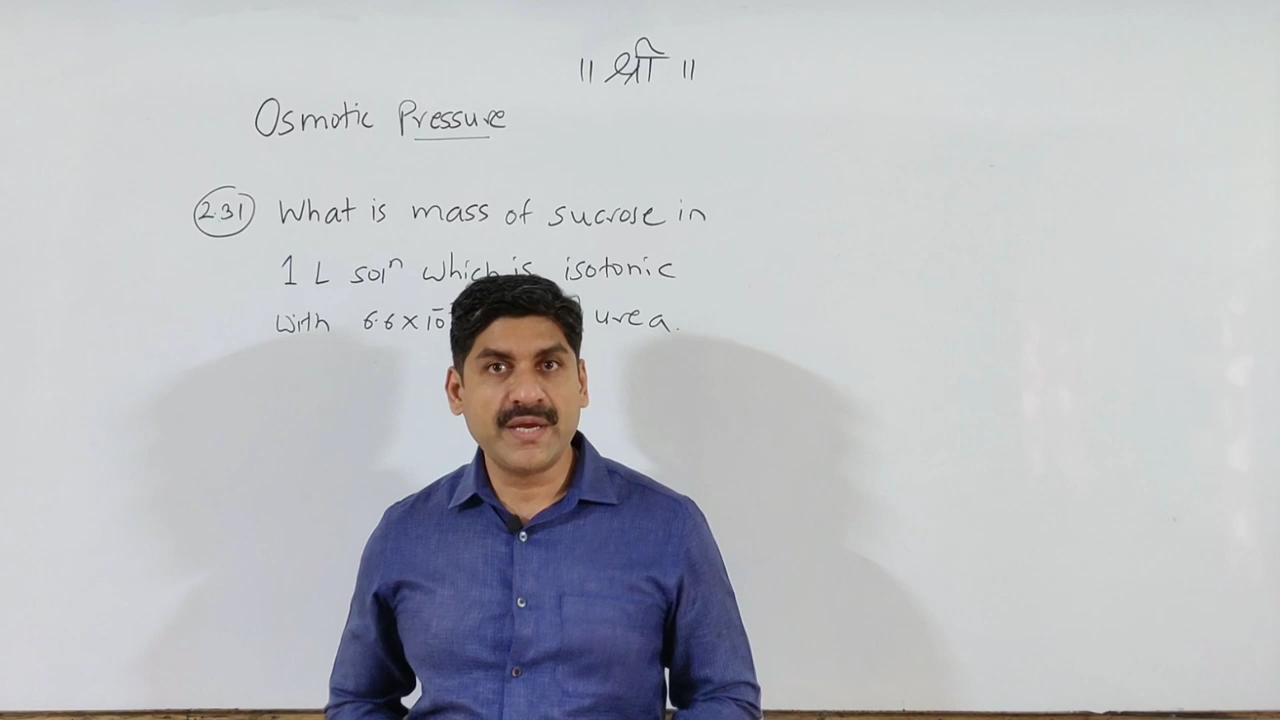 ॥ श्री ॥
Osmotic Pressure
2.31 What is mass of sucrose in
1 L solⁿ which is isotonic
with 6.6 × 10 urea.